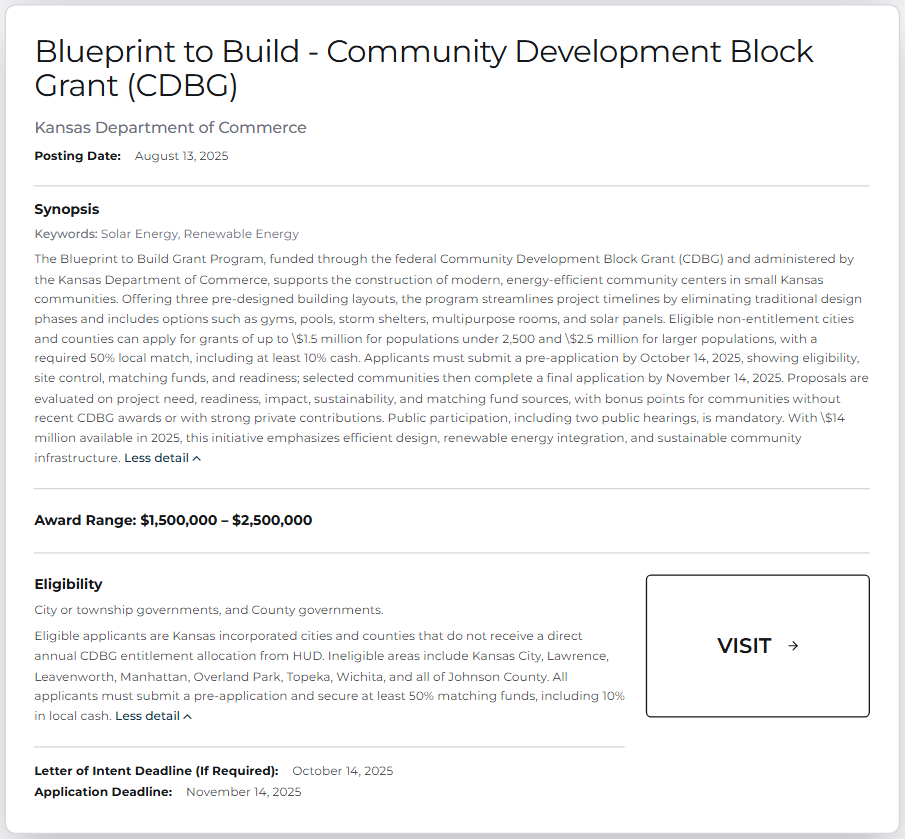 Blueprint to Build - Community Development Block
Grant (CDBG)
Kansas Department of Commerce
Posting Date: August 13, 2025
Synopsis
Keywords: Solar Energy, Renewable Energy
The Blueprint to Build Grant Program, funded through the federal Community Development Block Grant (CDBG) and administered by
the Kansas Department of Commerce, supports the construction of modern, energy-efficient community centers in small Kansas
communities. Offering three pre-designed building layouts, the program streamlines project timelines by eliminating traditional design
phases and includes options such as gyms, pools, storm shelters, multipurpose rooms, and solar panels. Eligible non-entitlement cities
and counties can apply for grants of up to \$1.5 million for populations under 2,500 and \$2.5 million for larger populations, with a
required 50% local match, including at least 10% cash. Applicants must submit a pre-application by October 14, 2025, showing eligibility,
site control, matching funds, and readiness; selected communities then complete a final application by November 14, 2025. Proposals are
evaluated on project need, readiness, impact, sustainability, and matching fund sources, with bonus points for communities without
recent CDBG awards or with strong private contributions. Public participation, including two public hearings, is mandatory. With \$14
million available in 2025, this initiative emphasizes efficient design, renewable energy integration, and sustainable community
infrastructure. Less detail
Award Range: $1,500,000 – $2,500,000
Eligibility
City or township governments, and County governments.
Eligible applicants are Kansas incorporated cities and counties that do not receive a direct
annual CDBG entitlement allocation from HUD. Ineligible areas include Kansas City, Lawrence,
Leavenworth, Manhattan, Overland Park, Topeka, Wichita, and all of Johnson County. All
applicants must submit a pre-application and secure at least 50% matching funds, including 10%
in local cash. Less detail
VISIT →
Letter of Intent Deadline (If Required): October 14, 2025
Application Deadline: November 14, 2025